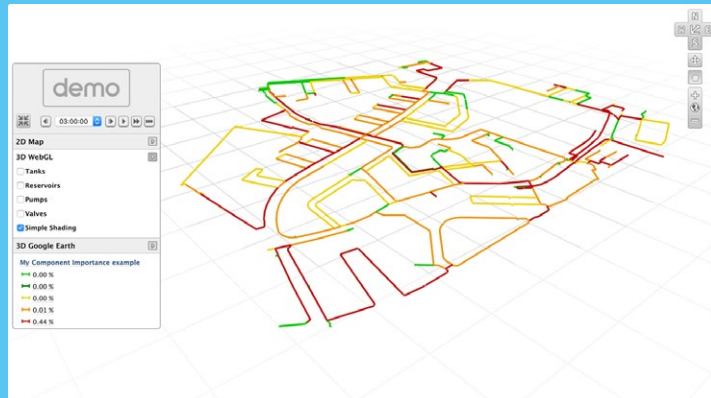 demo
03:00:00
2D Map
3D WebGL
Tanks
Reservoirs
Pumps
Valves
Simple Shading
3D Google Earth
My Component Importance example
0.00 %
0.00 %
0.00 %
0.01 %
0.44 %
N